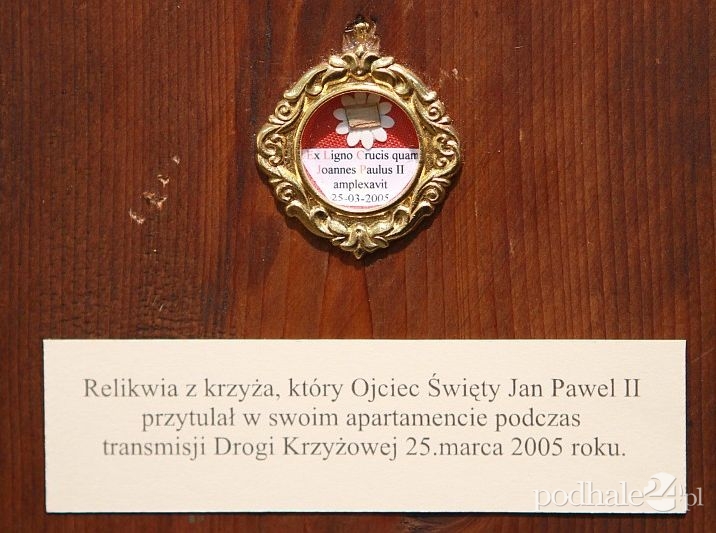 Ex Ligno Crucis quam
Joannes Paulus II
amplexavit
25-03-2005
Relikwia z krzyża, który Ojciec Święty Jan Pawel II
przytulał w swoim apartamencie podczas
transmisji Drogi Krzyżowej 25.marca 2005 roku.
podhale24.pl